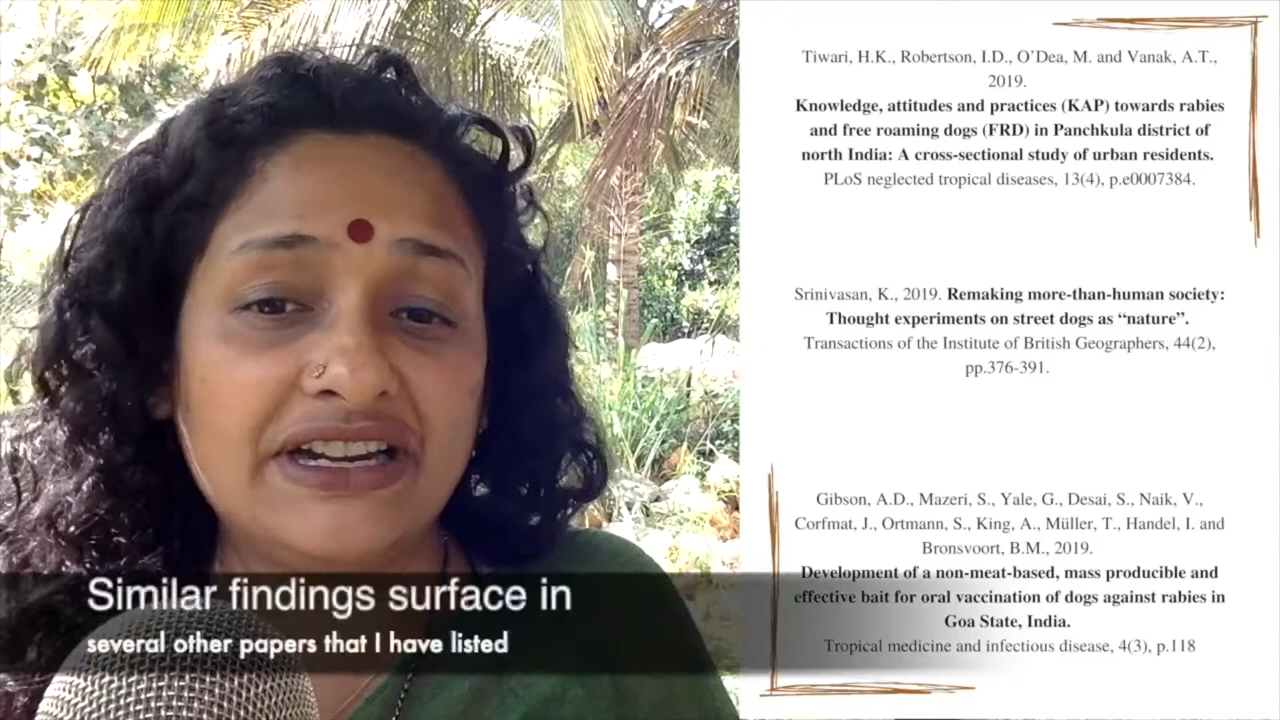 Tiwari, H.K., Robertson, I.D., O’Dea, M. and Vanak, A.T.,
2019.
Knowledge, attitudes and practices (KAP) towards rabies
and free roaming dogs (FRD) in Panchkula district of
north India: A cross-sectional study of urban residents.
PLoS neglected tropical diseases, 13(4), p.e0007384.
Srinivasan, K., 2019. Remaking more-than-human society:
Thought experiments on street dogs as “nature”.
Transactions of the Institute of British Geographers, 44(2),
pp.376-391.
Gibson, A.D., Mazeri, S., Yale, G., Desai, S., Naik, V.,
Corfmat, J., Ortmann, S., King, A., Müller, T., Handel, I. and
Bronsvoort, B.M., 2019.
Development of a non-meat-based, mass producible and
effective bait for oral vaccination of dogs against rabies in
Goa State, India.
Tropical medicine and infectious disease, 4(3), p.118
Similar findings surface in
several other papers that I have listed